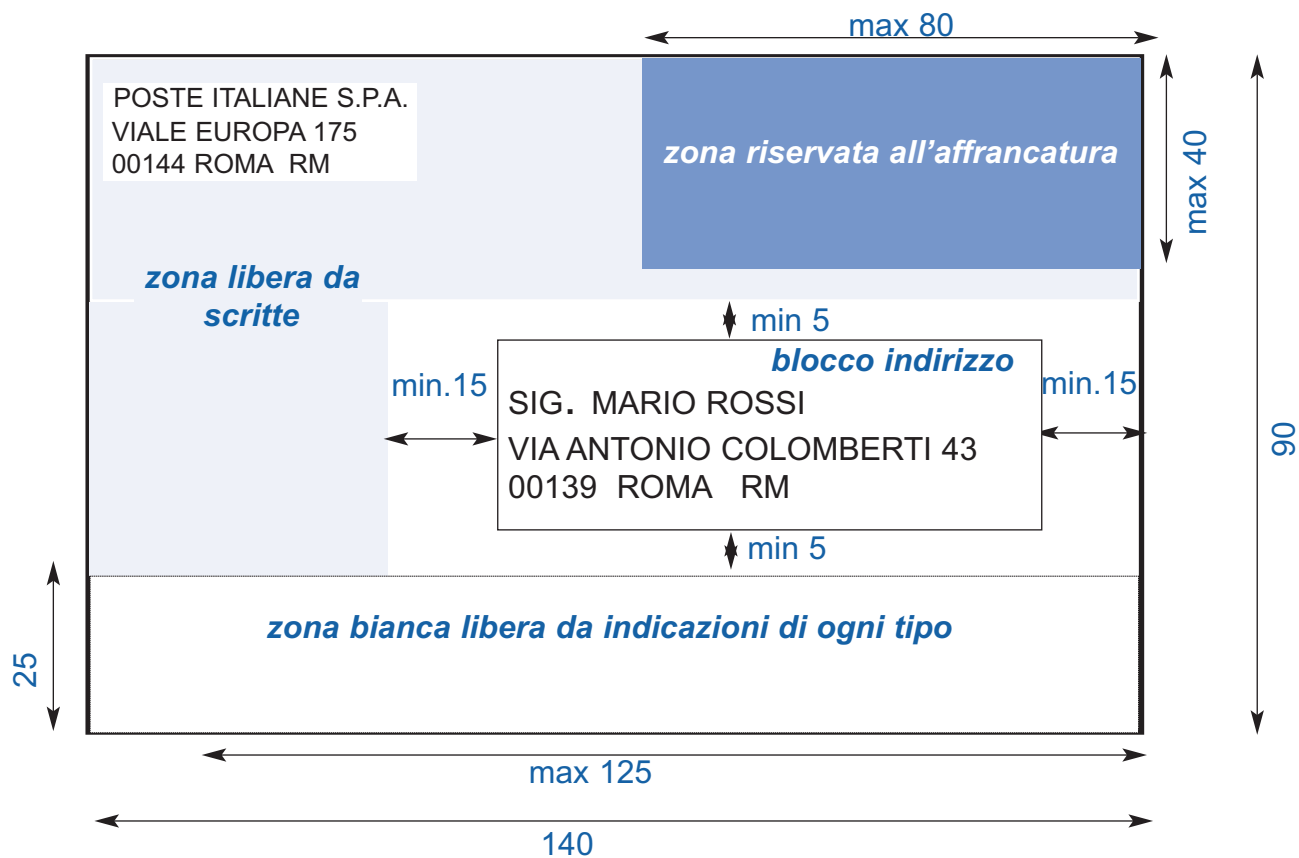 max 80
POSTE ITALIANE S.P.A.
VIALE EUROPA 175
00144 ROMA RM
zona riservata all’affrancatura
max 40
zona libera da
scritte
min 5
blocco indirizzo
min.15
min.15
SIG. MARIO ROSSI
VIA ANTONIO COLOMBERTI 43
00139 ROMA RM
90
min 5
zona bianca libera da indicazioni di ogni tipo
25
max 125
140